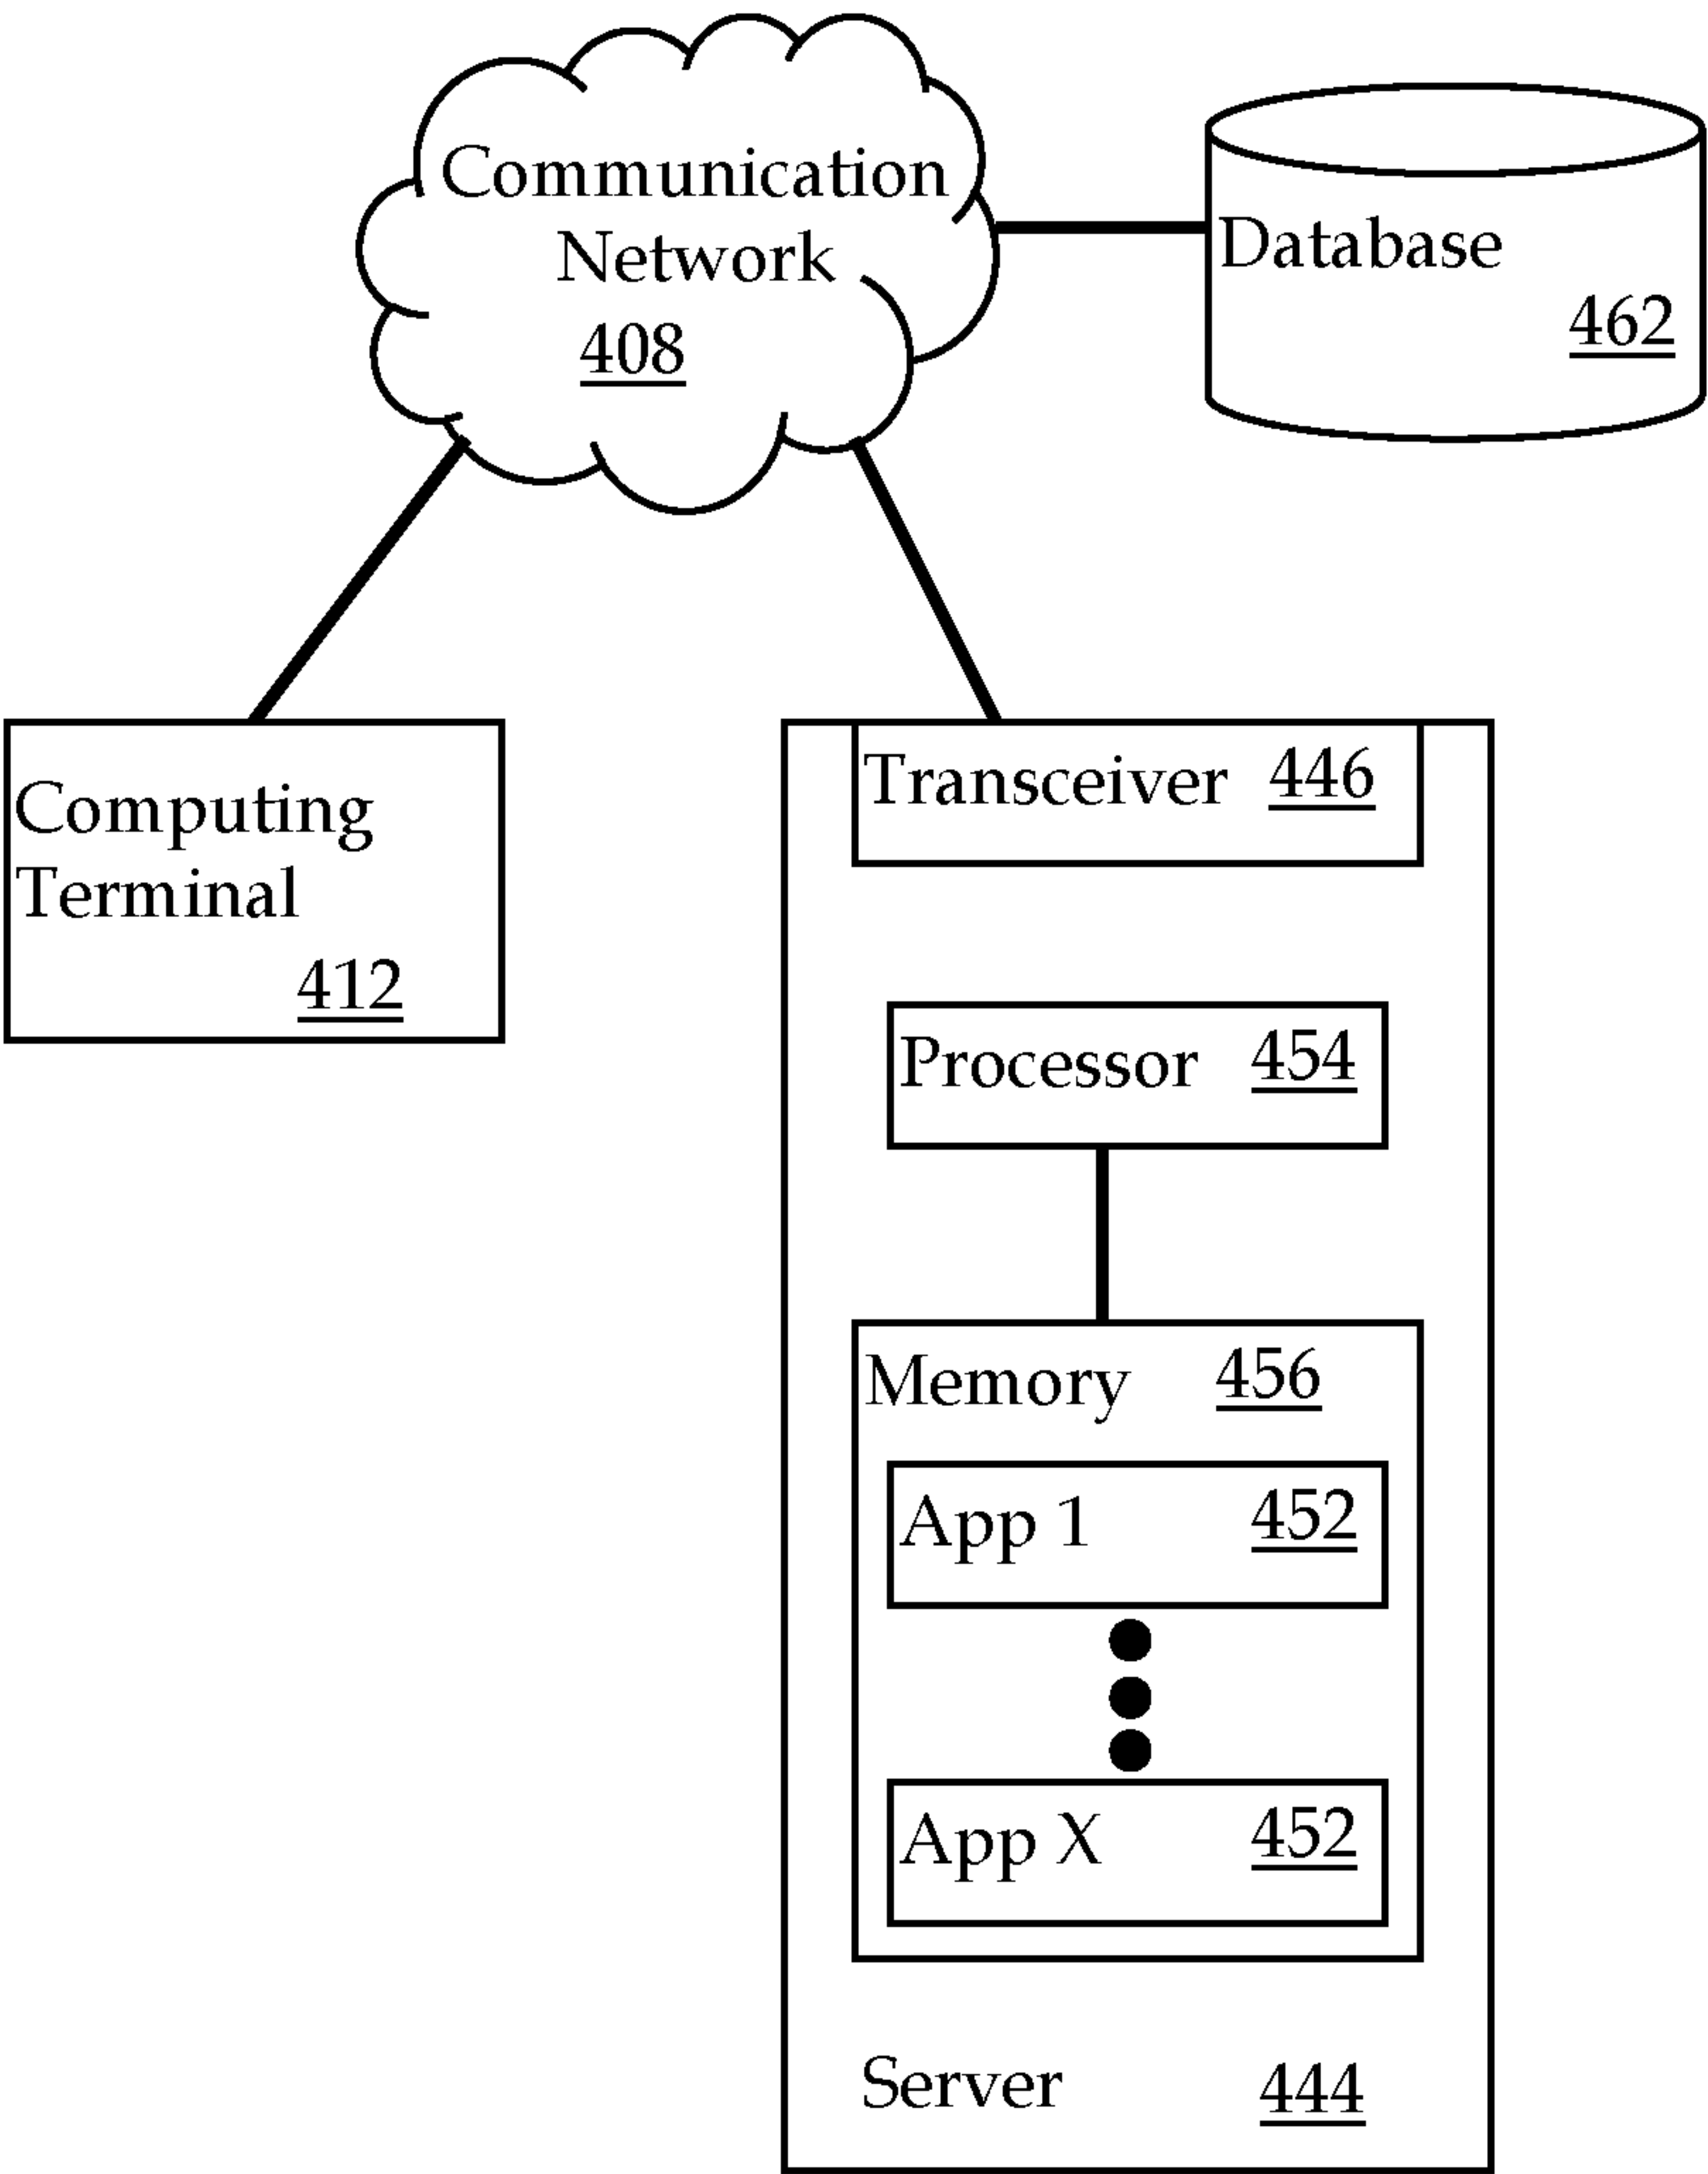 Communication
Network
408
Database
462
Computing
Terminal
412
Transceiver 446
Processor 454
Memory 456
App 1 452
App X 452
Server 444